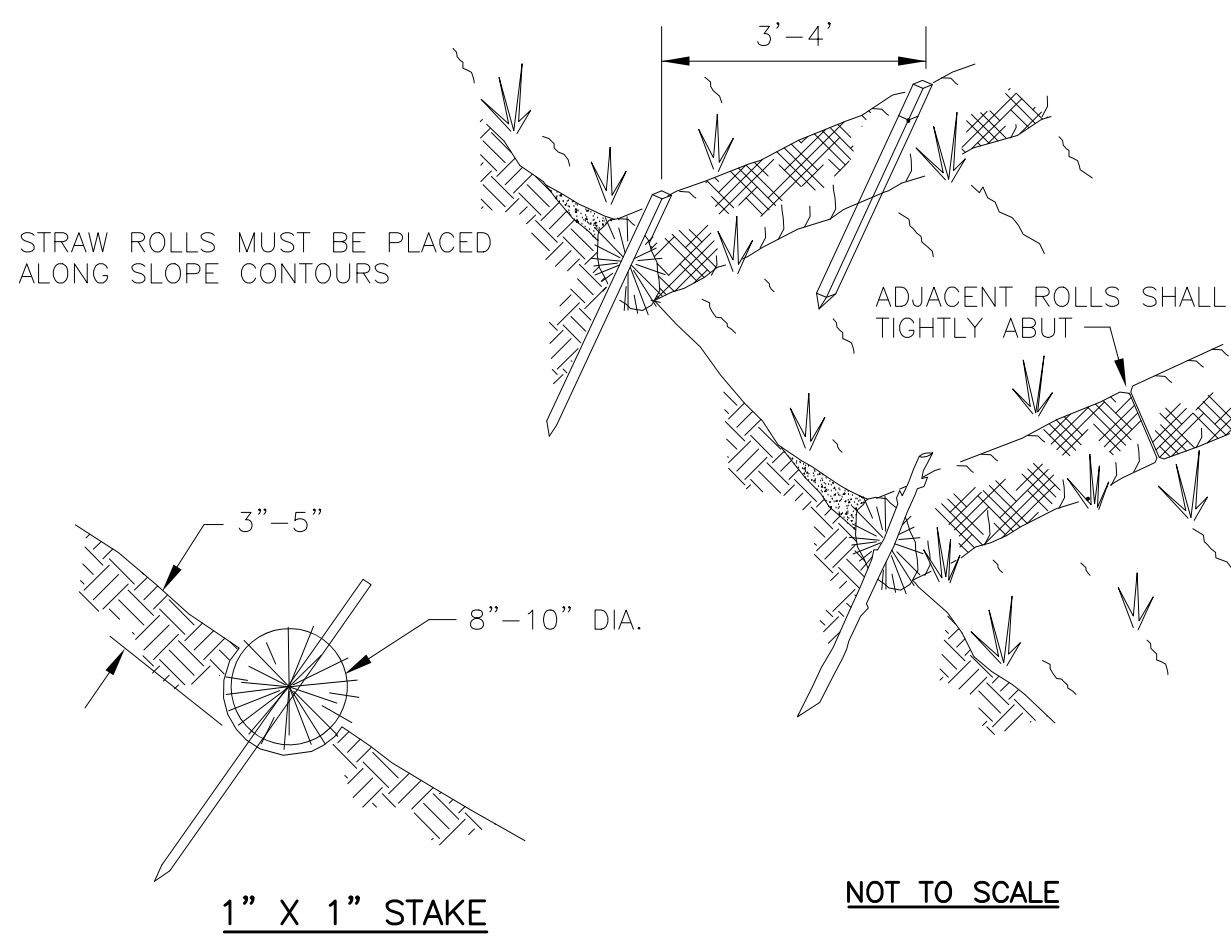 3'-4'
STRAW ROLLS MUST BE PLACED
ALONG SLOPE CONTOURS
ADJACENT ROLLS SHALL
TIGHTLY ABUT
3"-5"
8"-10" DIA.
1" X 1" STAKE
NOT TO SCALE